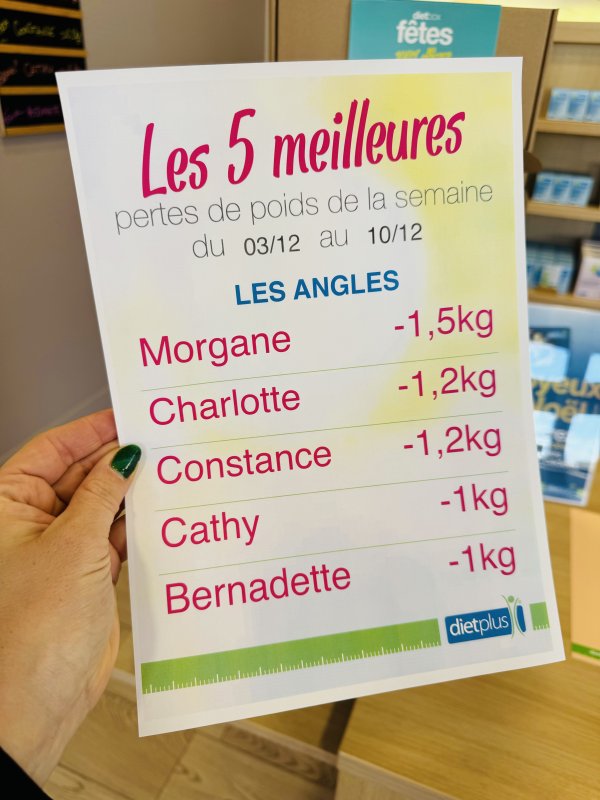 dietbox
fêtes
Les 5 meilleures
pertes de poids de la semaine
du 03/12 au 10/12
LES ANGLES
Morgane -1,5kg
Charlotte -1,2kg
Constance -1,2kg
Cathy -1kg
Bernadette -1kg
dietplus